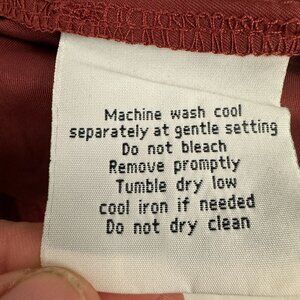 Machine wash cool
separately at gentle setting
Do not bleach
Remove promptly
Tumble dry low
cool iron if needed
Do not dry clean